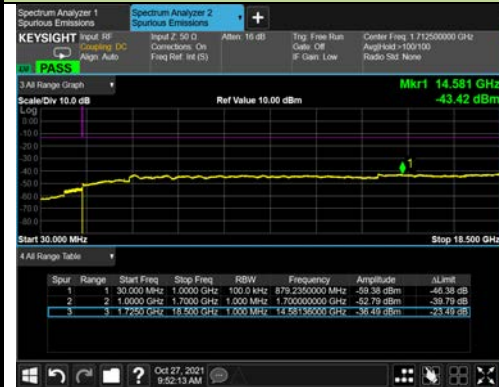 Spectrum Analyzer 1
Spurious Emissions
Spectrum Analyzer 2
Spurious Emissions
+
KEYSIGHT
Input: RF
Coupling: DC
Align: Auto
Input Z: 50 Ω
Corrections: On
Freq Ref: Int (S)
Atten: 16 dB
Trig: Free Run
Gate: Off
IF Gain: Low
Center Freq: 1.712500000 GHz
Avg|Hold:>100/100
Radio Std: None
PASS
3 All Range Graph
Mkr1 14.581 GHz
Scale/Div 10.0 dB
Ref Value 10.00 dBm
-43.42 dBm
Log
0.00
-10.0
-20.0
-30.0
-40.0
-50.0
-60.0
-70.0
-80.0
1
Start 30.000 MHz
Stop 18.500 GHz
4 All Range Table
Spur Range Start Freq Stop Freq RBW Frequency Amplitude ΔLimit
1 1 30.000 MHz 1.0000 GHz 100.0 kHz 879.2350000 MHz -59.38 dBm -46.38 dB
2 2 1.0000 GHz 1.7000 GHz 1.000 MHz 1.700000000 GHz -52.79 dBm -39.79 dB
3 3 1.7250 GHz 18.500 GHz 1.000 MHz 14.58136000 GHz -36.49 dBm -23.49 dB
?
Oct 27, 2021
9:52:13 AM